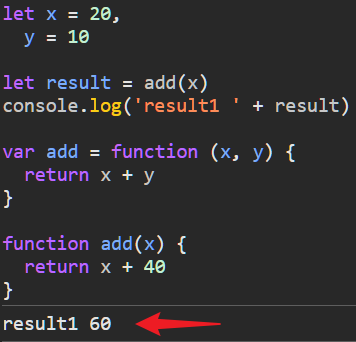 let x = 20,
  y = 10
let result = add(x)
console.log('result1 ' + result)
var add = function (x, y) {
  return x + y
}
function add(x) {
  return x + 40
}
result1 60